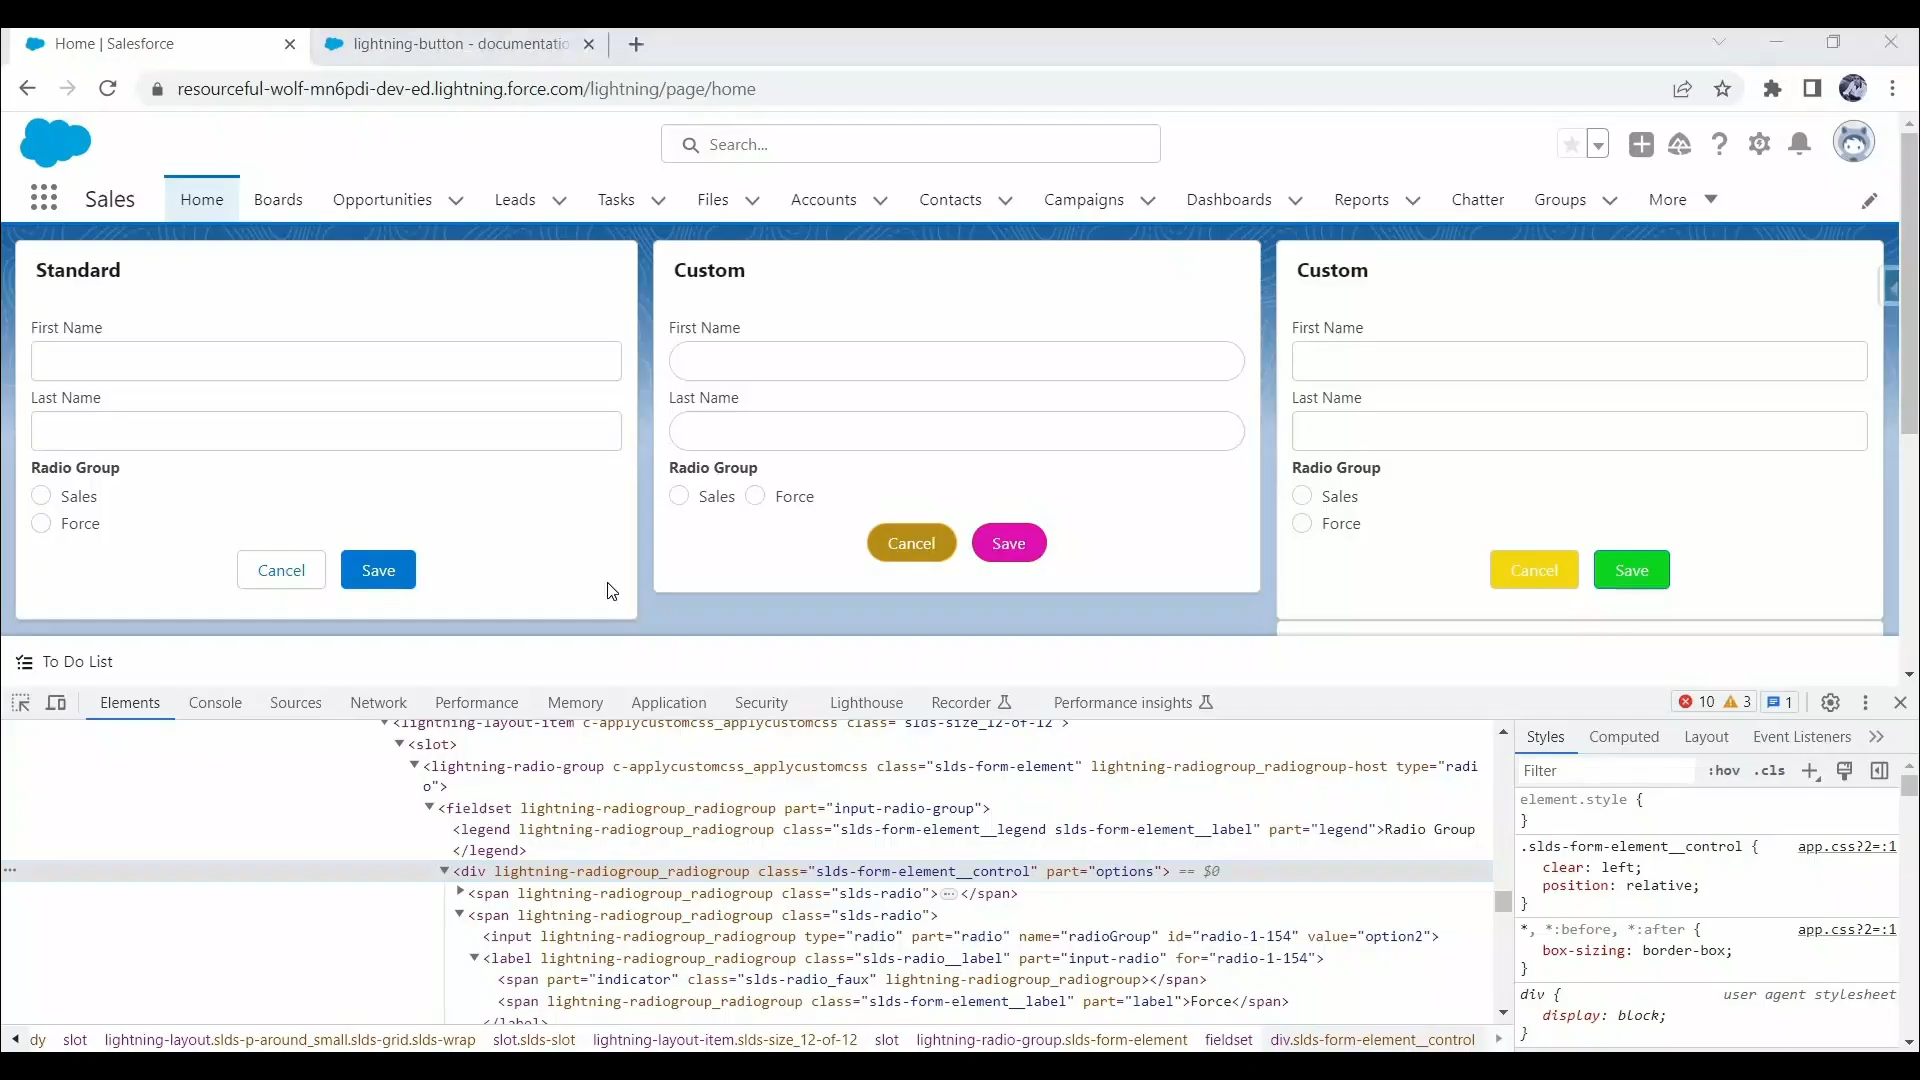 Home | Salesforce
lightning-button - documentatio
resourceful-wolf-mn6pdi-dev-ed.lightning.force.com/lightning/page/home
Search...
Sales Home Boards Opportunities Leads Tasks Files Accounts Contacts Campaigns Dashboards Reports Chatter Groups More
Standard
First Name
Last Name
Radio Group
Sales
Force
Cancel Save
Custom
First Name
Last Name
Radio Group
Sales Force
Cancel Save
Custom
First Name
Last Name
Radio Group
Sales
Force
Cancel Save
To Do List
Elements Console Sources Network Performance Memory Application Security Lighthouse Recorder Performance insights 10 3 1
<lightning-layout-item c-applycustomcss_applycustomcss class="slds-size_12-of-12">
<slot>
<lightning-radio-group c-applycustomcss_applycustomcss class="slds-form-element" lightning-radiogroup_radiogroup-host type="radi
o">
<fieldset lightning-radiogroup_radiogroup part="input-radio-group">
<legend lightning-radiogroup_radiogroup class="slds-form-element__legend slds-form-element__label" part="legend">Radio Group
</legend>
<div lightning-radiogroup_radiogroup class="slds-form-element__control" part="options"> == $0
<span lightning-radiogroup_radiogroup class="slds-radio">…</span>
<span lightning-radiogroup_radiogroup class="slds-radio">
<input lightning-radiogroup_radiogroup type="radio" part="radio" name="radioGroup" id="radio-1-154" value="option2">
<label lightning-radiogroup_radiogroup class="slds-radio__label" part="input-radio" for="radio-1-154">
<span part="indicator" class="slds-radio_faux" lightning-radiogroup_radiogroup></span>
<span lightning-radiogroup_radiogroup class="slds-form-element__label" part="label">Force</span>
</label>
dy slot lightning-layout.slds-p-around_small.slds-grid.slds-wrap slot.slds-slot lightning-layout-item.slds-size_12-of-12 slot lightning-radio-group.slds-form-element fieldset div.slds-form-element__control
Styles Computed Layout Event Listeners
Filter :hov .cls
element.style {
}
.slds-form-element__control { app.css?2=:1
clear: left;
position: relative;
}
*, *:before, *:after { app.css?2=:1
box-sizing: border-box;
}
div { user agent stylesheet
display: block;
}